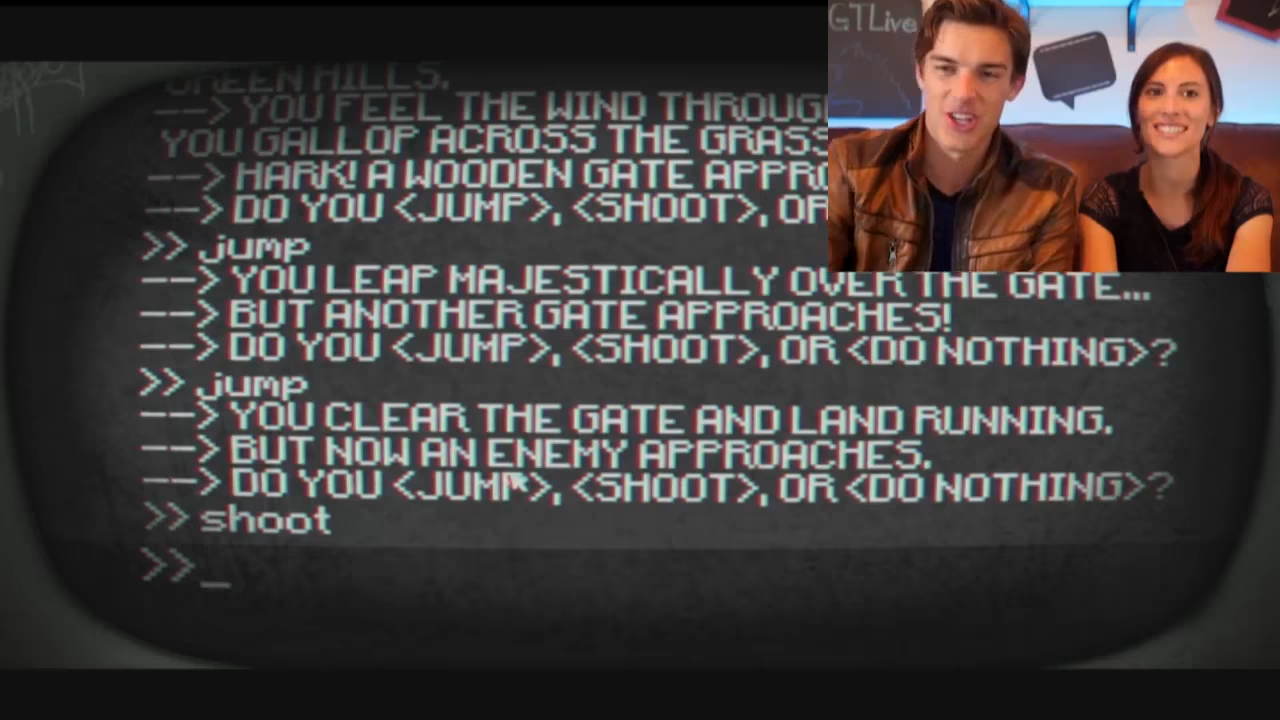 GTLive
GREEN HILLS.
--> YOU FEEL THE WIND THROUG
YOU GALLOP ACROSS THE GRASS
--> HARK! A WOODEN GATE APPRO
--> DO YOU <JUMP>, <SHOOT>, OR
>> jump
--> YOU LEAP MAJESTICALLY OVER THE GATE...
--> BUT ANOTHER GATE APPROACHES!
--> DO YOU <JUMP>, <SHOOT>, OR <DO NOTHING>?
>> jump
--> YOU CLEAR THE GATE AND LAND RUNNING.
--> BUT NOW AN ENEMY APPROACHES.
--> DO YOU <JUMP>, <SHOOT>, OR <DO NOTHING>?
>> shoot
>>_